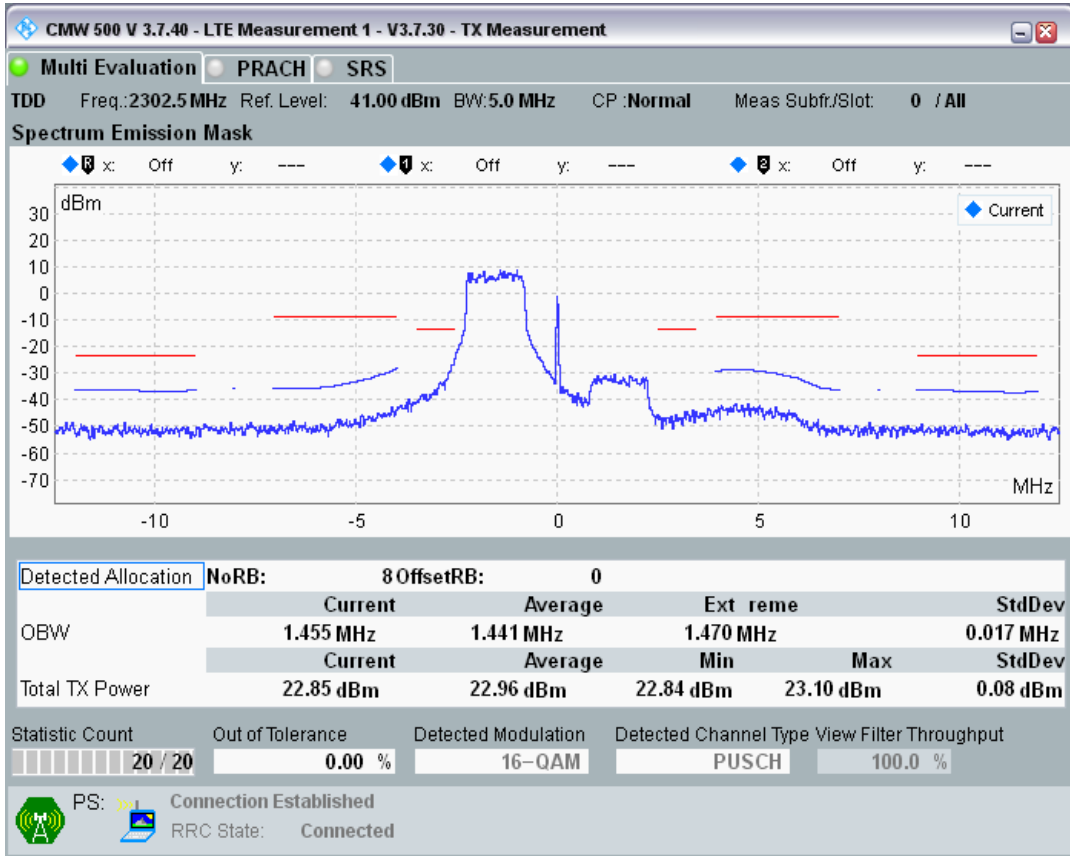 CMW 500 V 3.7.40 - LTE Measurement 1 - V3.7.30 - TX Measurement
Multi Evaluation PRACH SRS
TDD Freq.:2302.5 MHz Ref. Level: 41.00 dBm BW:5.0 MHz CP :Normal Meas Subfr./Slot: 0 / All
Spectrum Emission Mask
R x: Off y: --- 1 x: Off y: --- 2 x: Off y: ---
dBm
Current
30
20
10
0
-10
-20
-30
-40
-50
-60
-70
MHz
-10 -5 0 5 10
Detected Allocation NoRB: 8 OffsetRB: 0
Current Average Ext reme StdDev
OBW 1.455 MHz 1.441 MHz 1.470 MHz 0.017 MHz
Current Average Min Max StdDev
Total TX Power 22.85 dBm 22.96 dBm 22.84 dBm 23.10 dBm 0.08 dBm
Statistic Count Out of Tolerance Detected Modulation Detected Channel Type View Filter Throughput
20 / 20 0.00 % 16-QAM PUSCH 100.0 %
PS: Connection Established
RRC State: Connected